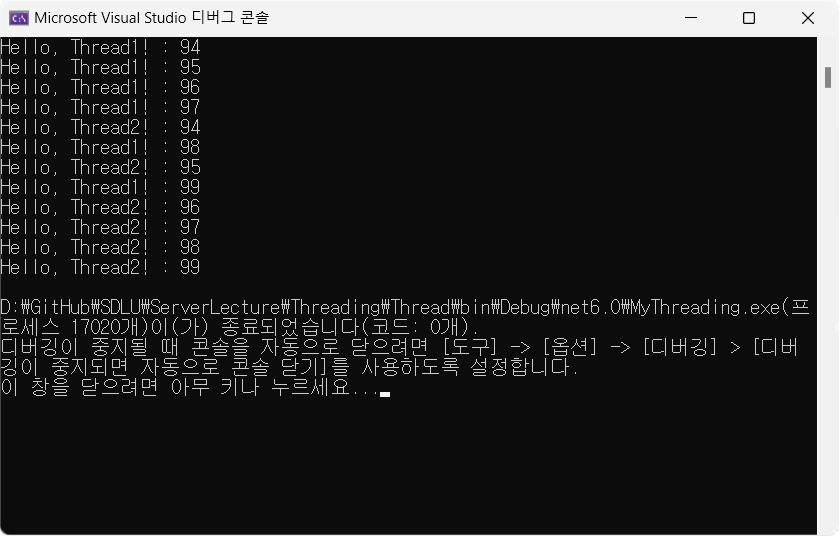 Microsoft Visual Studio 디버그 콘솔
Hello, Thread1! : 94
Hello, Thread1! : 95
Hello, Thread1! : 96
Hello, Thread1! : 97
Hello, Thread2! : 94
Hello, Thread1! : 98
Hello, Thread2! : 95
Hello, Thread1! : 99
Hello, Thread2! : 96
Hello, Thread2! : 97
Hello, Thread2! : 98
Hello, Thread2! : 99
D:₩GitHub₩SDLU₩ServerLecture₩Threading₩Thread₩bin₩Debug₩net6.0₩MyThreading.exe(프
로세스 17020개)이(가) 종료되었습니다(코드: 0개).
디버깅이 중지될 때 콘솔을 자동으로 닫으려면 [도구] -> [옵션] -> [디버깅] > [디버
깅이 중지되면 자동으로 콘솔 닫기]를 사용하도록 설정합니다.
이 창을 닫으려면 아무 키나 누르세요...